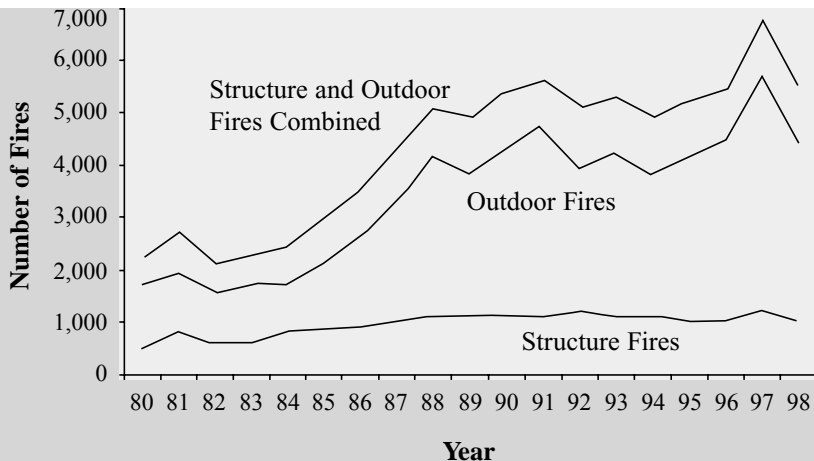 7,000
6,000
5,000
4,000
3,000
2,000
1,000
0
Number of Fires
Structure and Outdoor
Fires Combined
Outdoor Fires
Structure Fires
80 81 82 83 84 85 86 87 88 89 90 91 92 93 94 95 96 97 98
Year